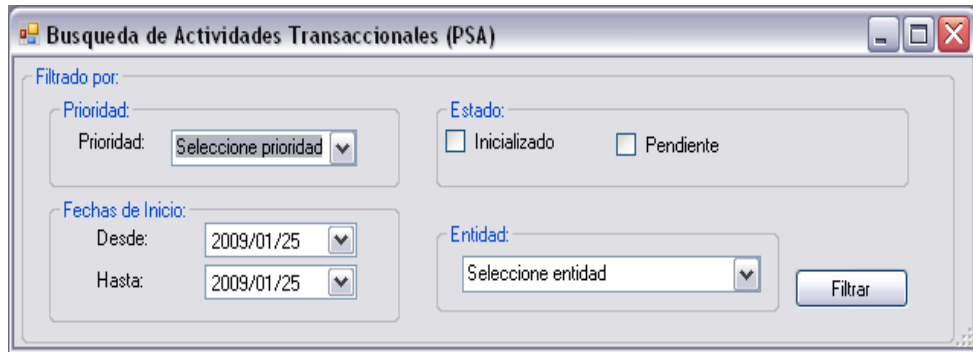 Busqueda de Actividades Transaccionales (PSA)
Filtrado por:
Prioridad:
Prioridad: Seleccione prioridad
Estado:
Inicializado Pendiente
Fechas de Inicio:
Desde: 2009/01/25
Hasta: 2009/01/25
Entidad:
Seleccione entidad
Filtrar